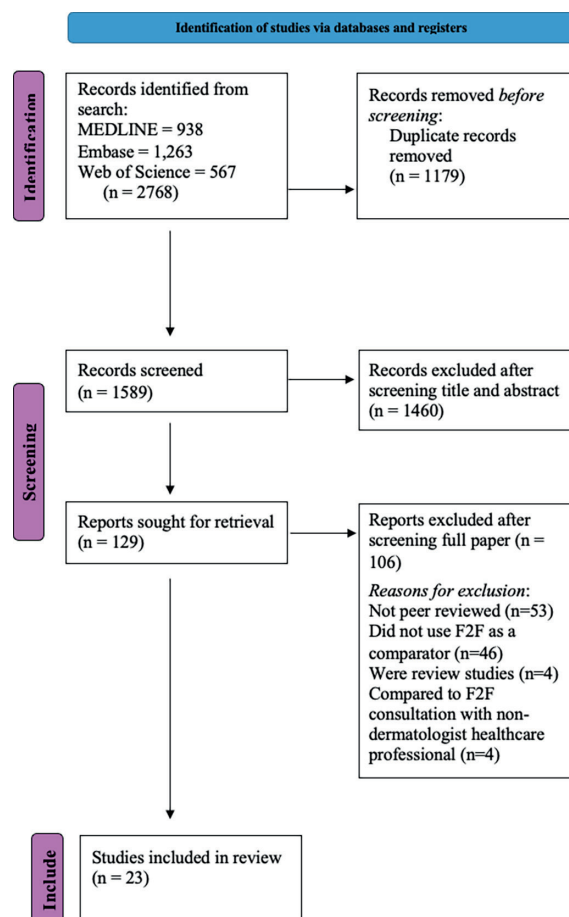 Identification of studies via databases and registers
Identification
Records identified from
search:
MEDLINE = 938
Embase = 1,263
Web of Science = 567
(n = 2768)
Records removed before
screening:
Duplicate records
removed
(n = 1179)
Screening
Records screened
(n = 1589)
Records excluded after
screening title and abstract
(n = 1460)
Reports sought for retrieval
(n = 129)
Reports excluded after
screening full paper (n =
106)
Reasons for exclusion:
Not peer reviewed (n=53)
Did not use F2F as a
comparator (n=46)
Were review studies (n=4)
Compared to F2F
consultation with non-
dermatologist healthcare
professional (n=4)
Include
Studies included in review
(n = 23)